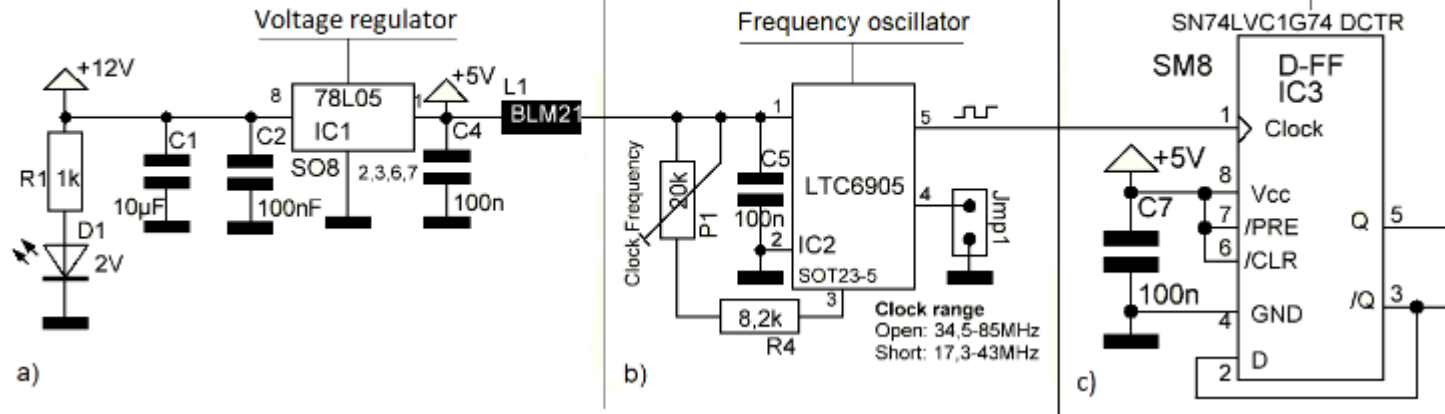 Voltage regulator
+12V
8
78L05
IC1
1
+5V
L1
BLM21
R1
1k
C1
10µF
C2
100nF
SO8
2,3,6,7
C4
100n
D1
2V
a)
Frequency oscillator
1
5
Clock Frequency
20k
P1
C5
100n
LTC6905
4
Jmp1
2
IC2
SOT23-5
3
8,2k
R4
Clock range
Open: 34,5-85MHz
Short: 17,3-43MHz
b)
SN74LVC1G74 DCTR
SM8
D-FF
IC3
1
Clock
+5V
8
Vcc
C7
7
/PRE
Q
5
6
/CLR
100n
/Q
3
4
GND
D
2
c)